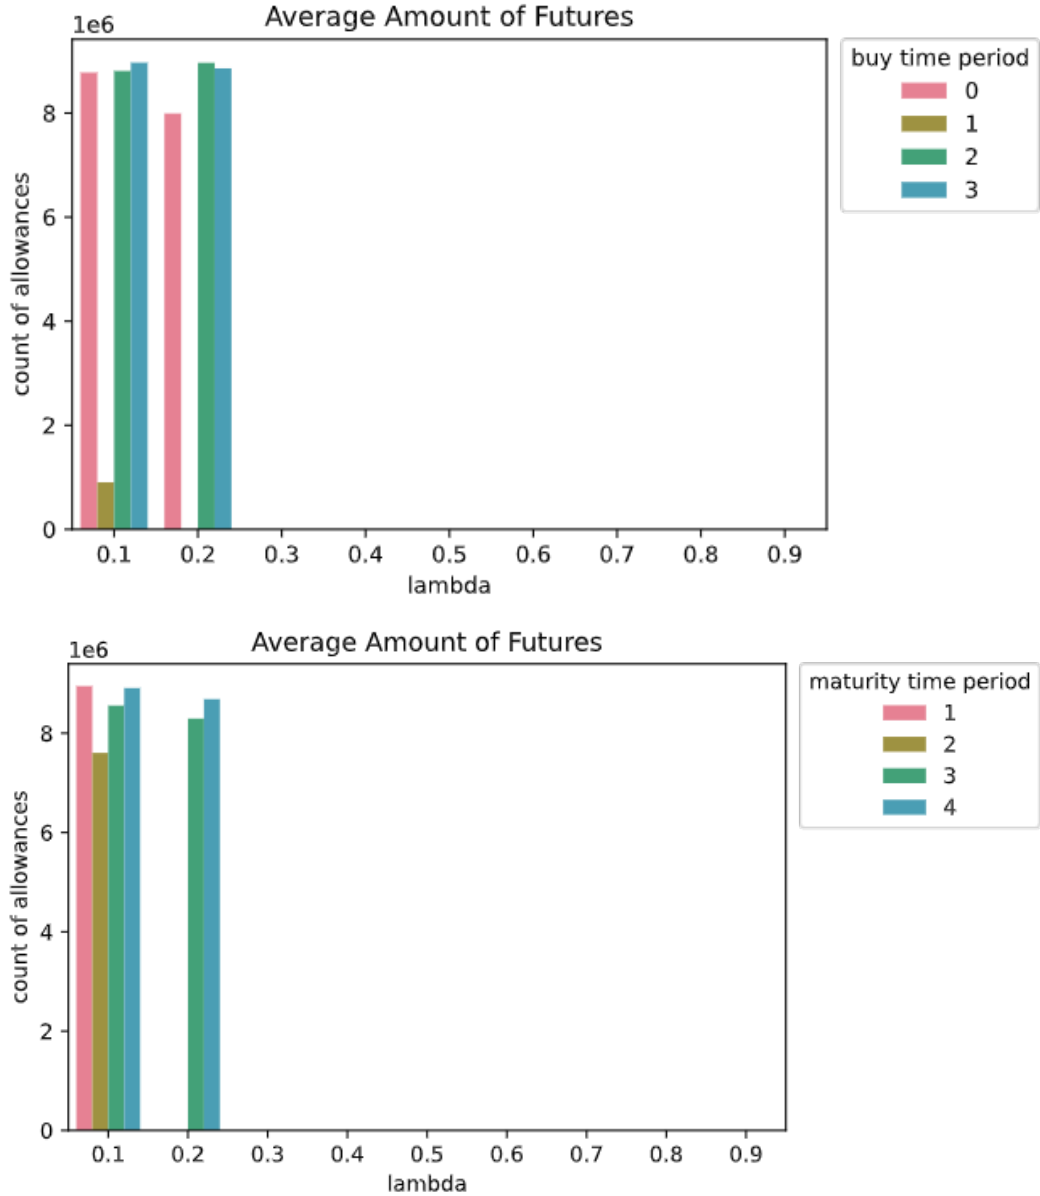 Average Amount of Futures
1e6
buy time period
0
1
2
3
8
6
4
2
0
count of allowances
0.1 0.2 0.3 0.4 0.5 0.6 0.7 0.8 0.9
lambda
Average Amount of Futures
1e6
maturity time period
1
2
3
4
8
6
4
2
0
count of allowances
0.1 0.2 0.3 0.4 0.5 0.6 0.7 0.8 0.9
lambda